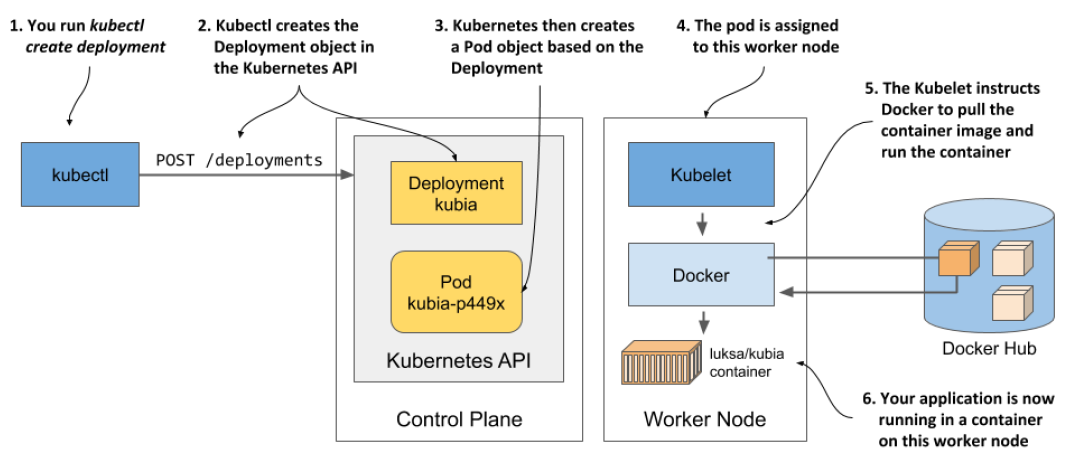 1. You run kubectl
create deployment
2. Kubectl creates the
Deployment object in
the Kubernetes API
3. Kubernetes then creates
a Pod object based on the
Deployment
4. The pod is assigned
to this worker node
5. The Kubelet instructs
Docker to pull the
container image and
run the container
kubectl
POST /deployments
Deployment
kubia
Pod
kubia-p449x
Kubernetes API
Control Plane
Kubelet
Docker
luksa/kubia
container
Worker Node
Docker Hub
6. Your application is now
running in a container
on this worker node